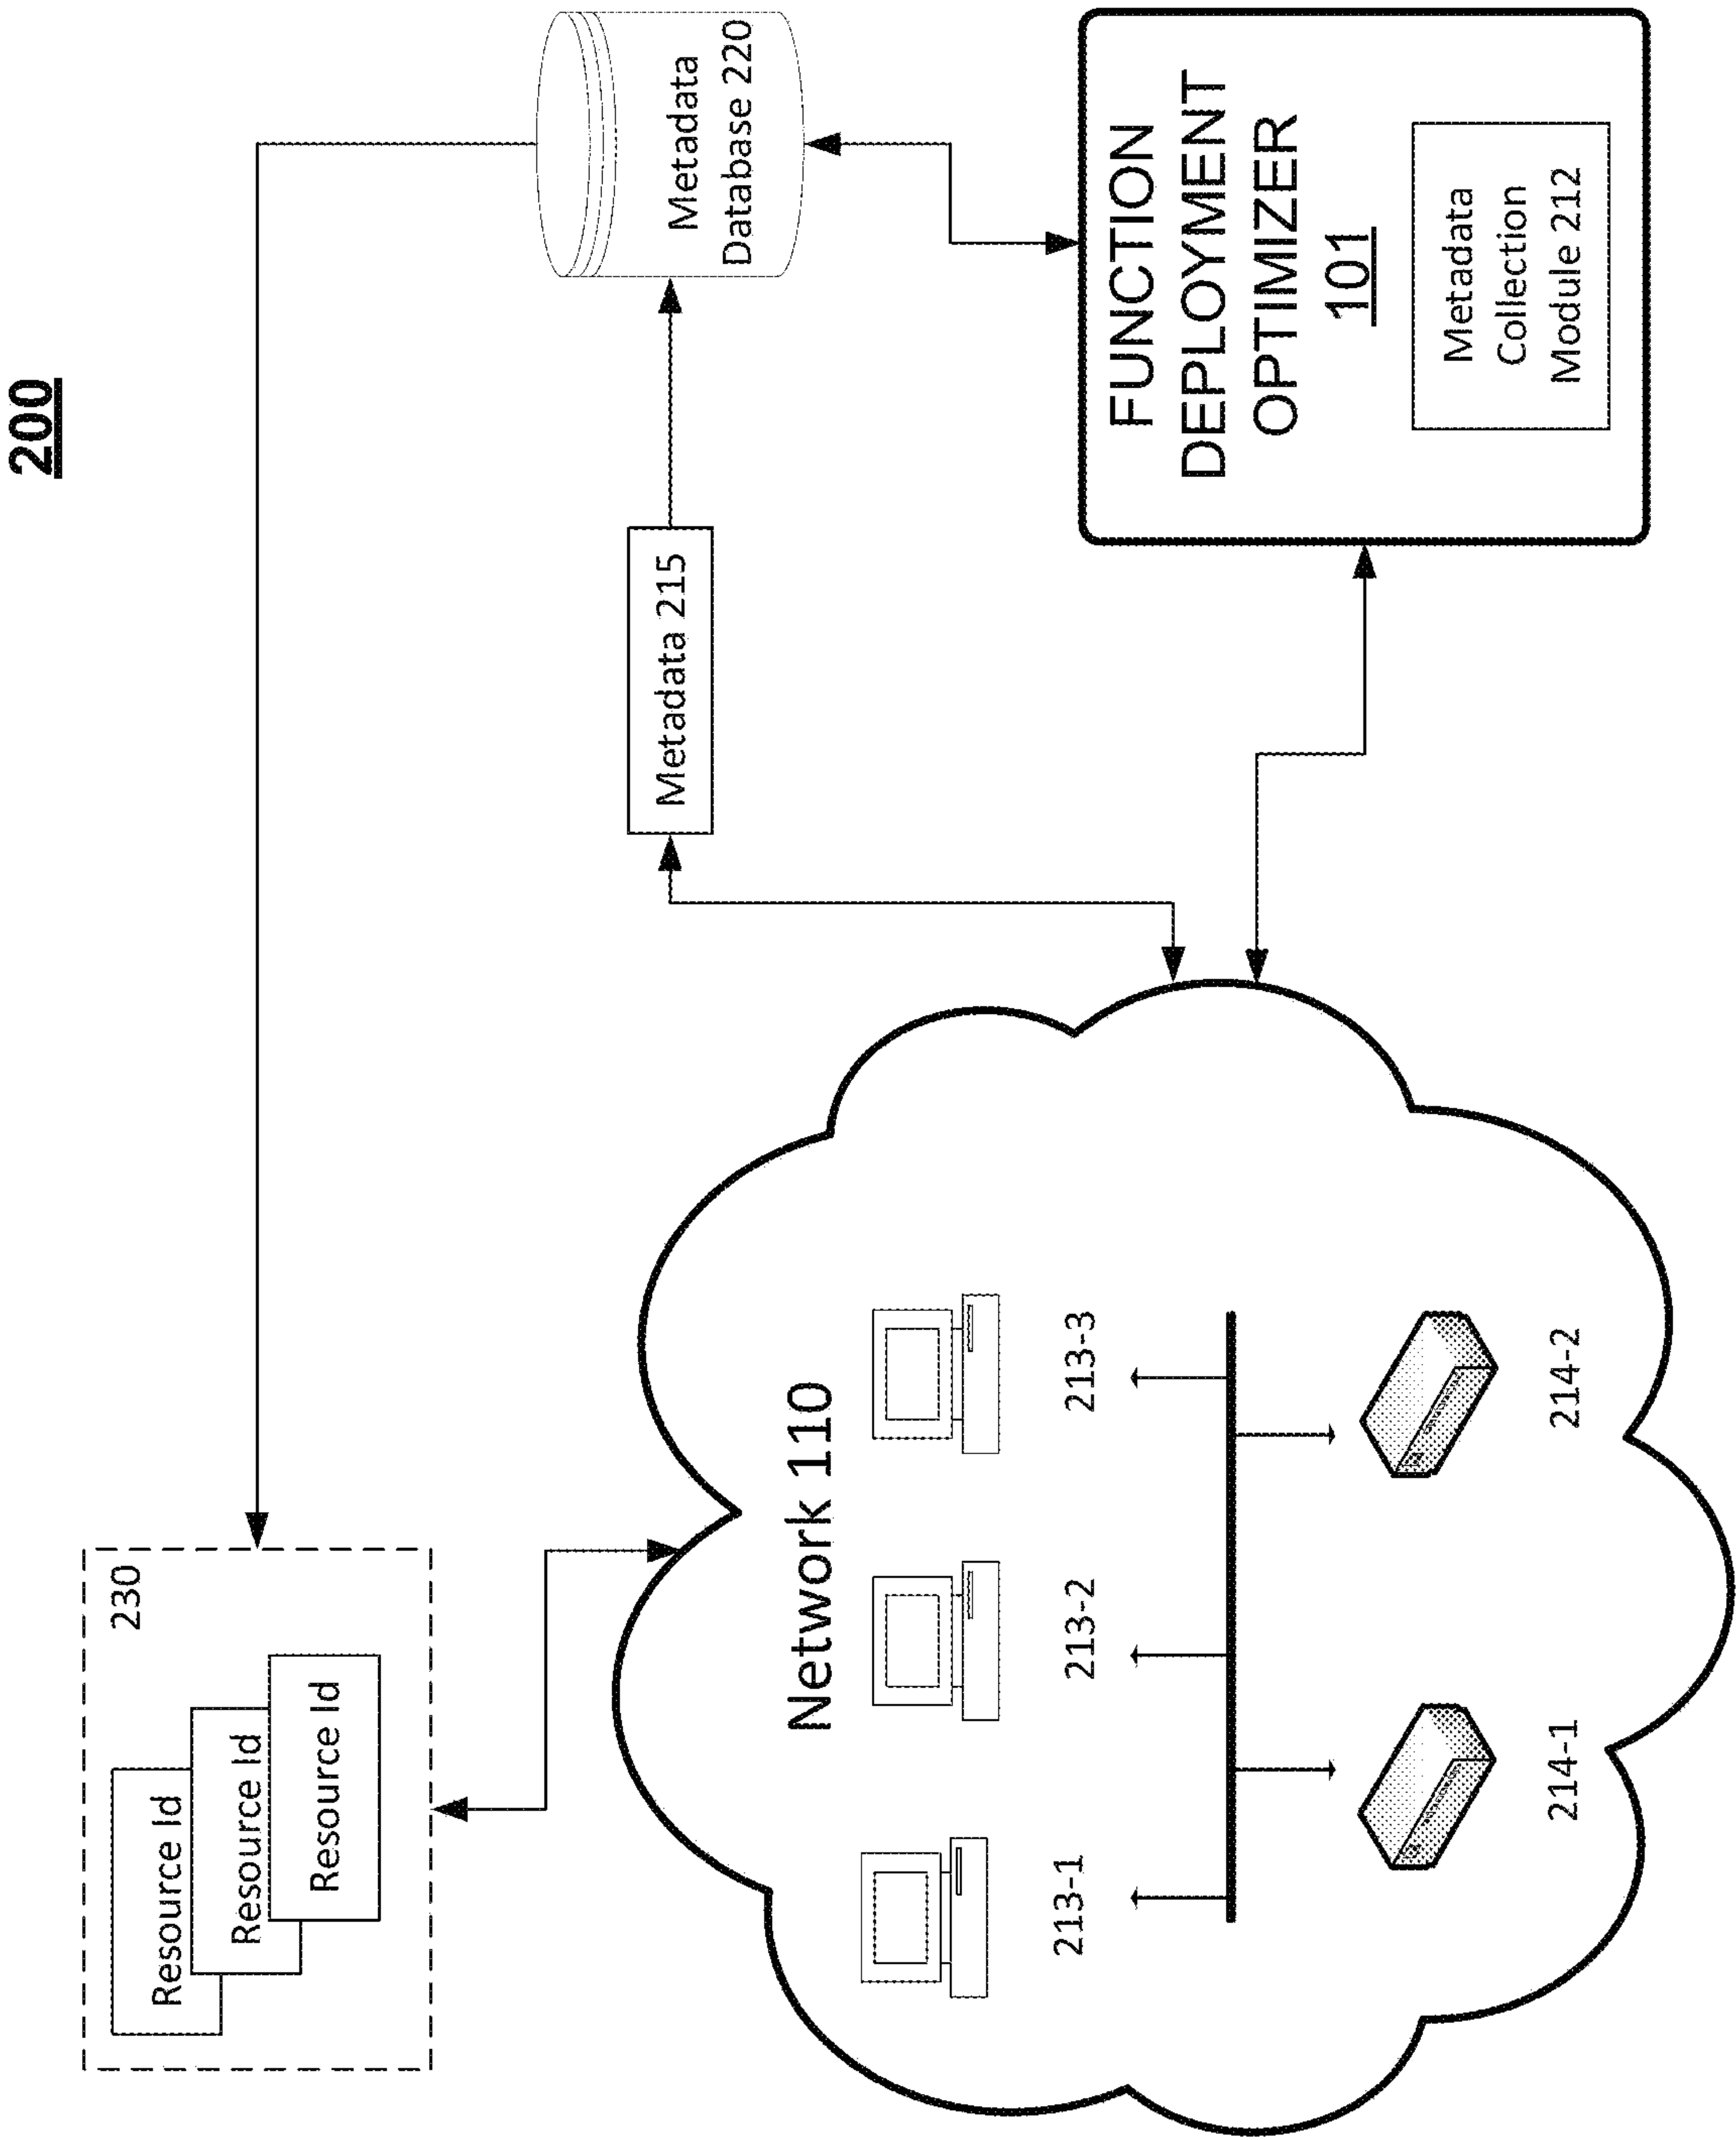 200
230
Resource Id
Resource Id
Resource Id
Metadata
Database 220
Metadata 215
Network 110
213-1
213-2
213-3
214-1
214-2
FUNCTION
DEPLOYMENT
OPTIMIZER
101
Metadata
Collection
Module 212